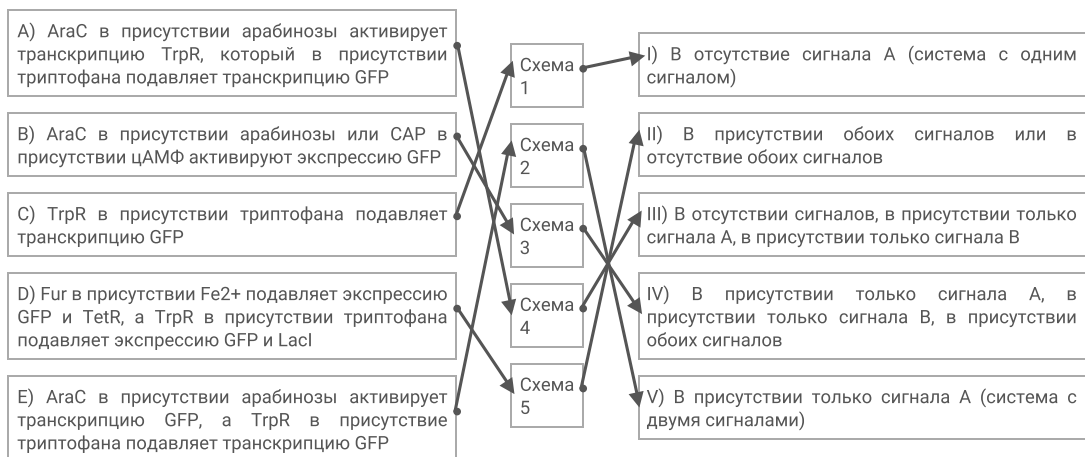 A) AraC в присутствии арабинозы активирует
транскрипцию TrpR, который в присутствии
триптофана подавляет транскрипцию GFP
B) AraC в присутствии арабинозы или CAP в
присутствии цАМФ активируют экспрессию GFP
C) TrpR в присутствии триптофана подавляет
транскрипцию GFP
D) Fur в присутствии Fe2+ подавляет экспрессию
GFP и TetR, а TrpR в присутствии триптофана
подавляет экспрессию GFP и LacI
E) AraC в присутствии арабинозы активирует
транскрипцию GFP, а TrpR в присутствие
триптофана подавляет транскрипцию GFP
Схема
1
Схема
2
Схема
3
Схема
4
Схема
5
I) В отсутствие сигнала А (система с одним
сигналом)
II) В присутствии обоих сигналов или в
отсутствие обоих сигналов
III) В отсутствии сигналов, в присутствии только
сигнала А, в присутствии только сигнала В
IV) В присутствии только сигнала А, в
присутствии только сигнала В, в присутствии
обоих сигналов
V) В присутствии только сигнала А (система с
двумя сигналами)